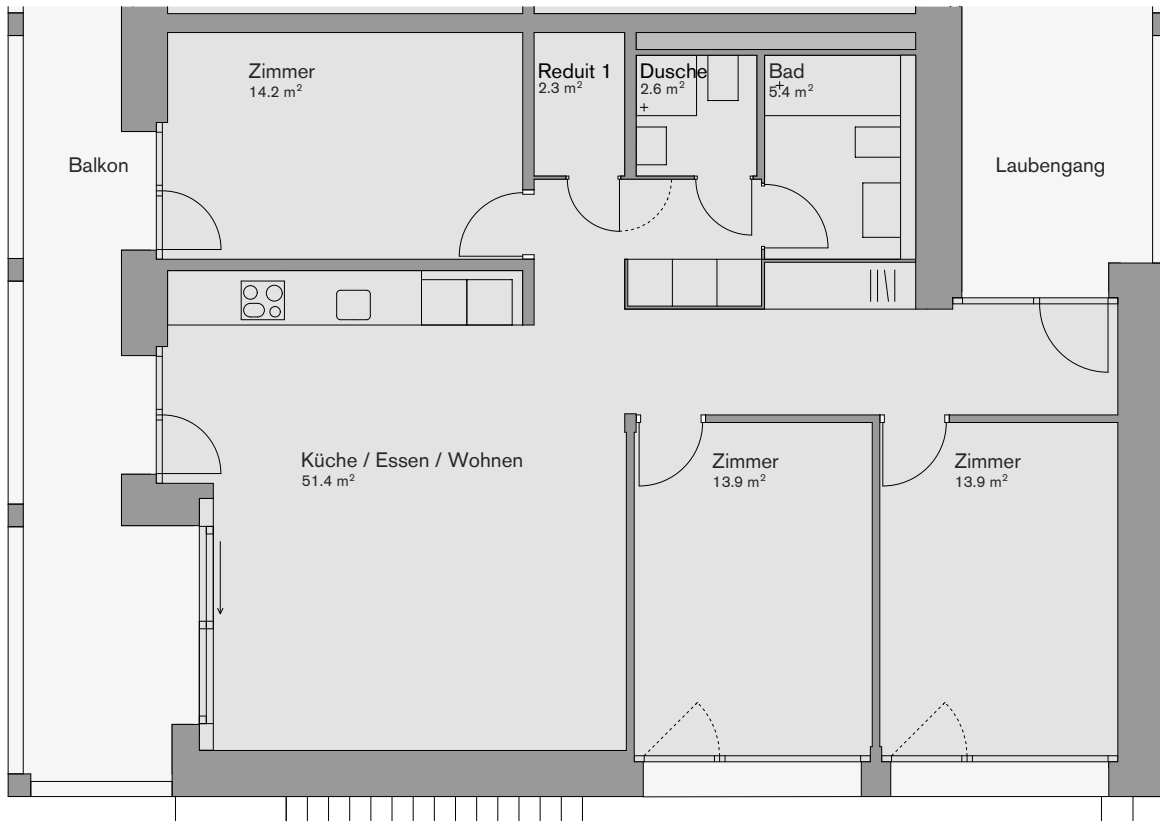 Zimmer
14.2 m²
Reduit 1
2.3 m²
Dusche
2.6 m²
Bad
5.4 m²
Balkon
Laubengang
Küche / Essen / Wohnen
51.4 m²
Zimmer
13.9 m²
Zimmer
13.9 m²